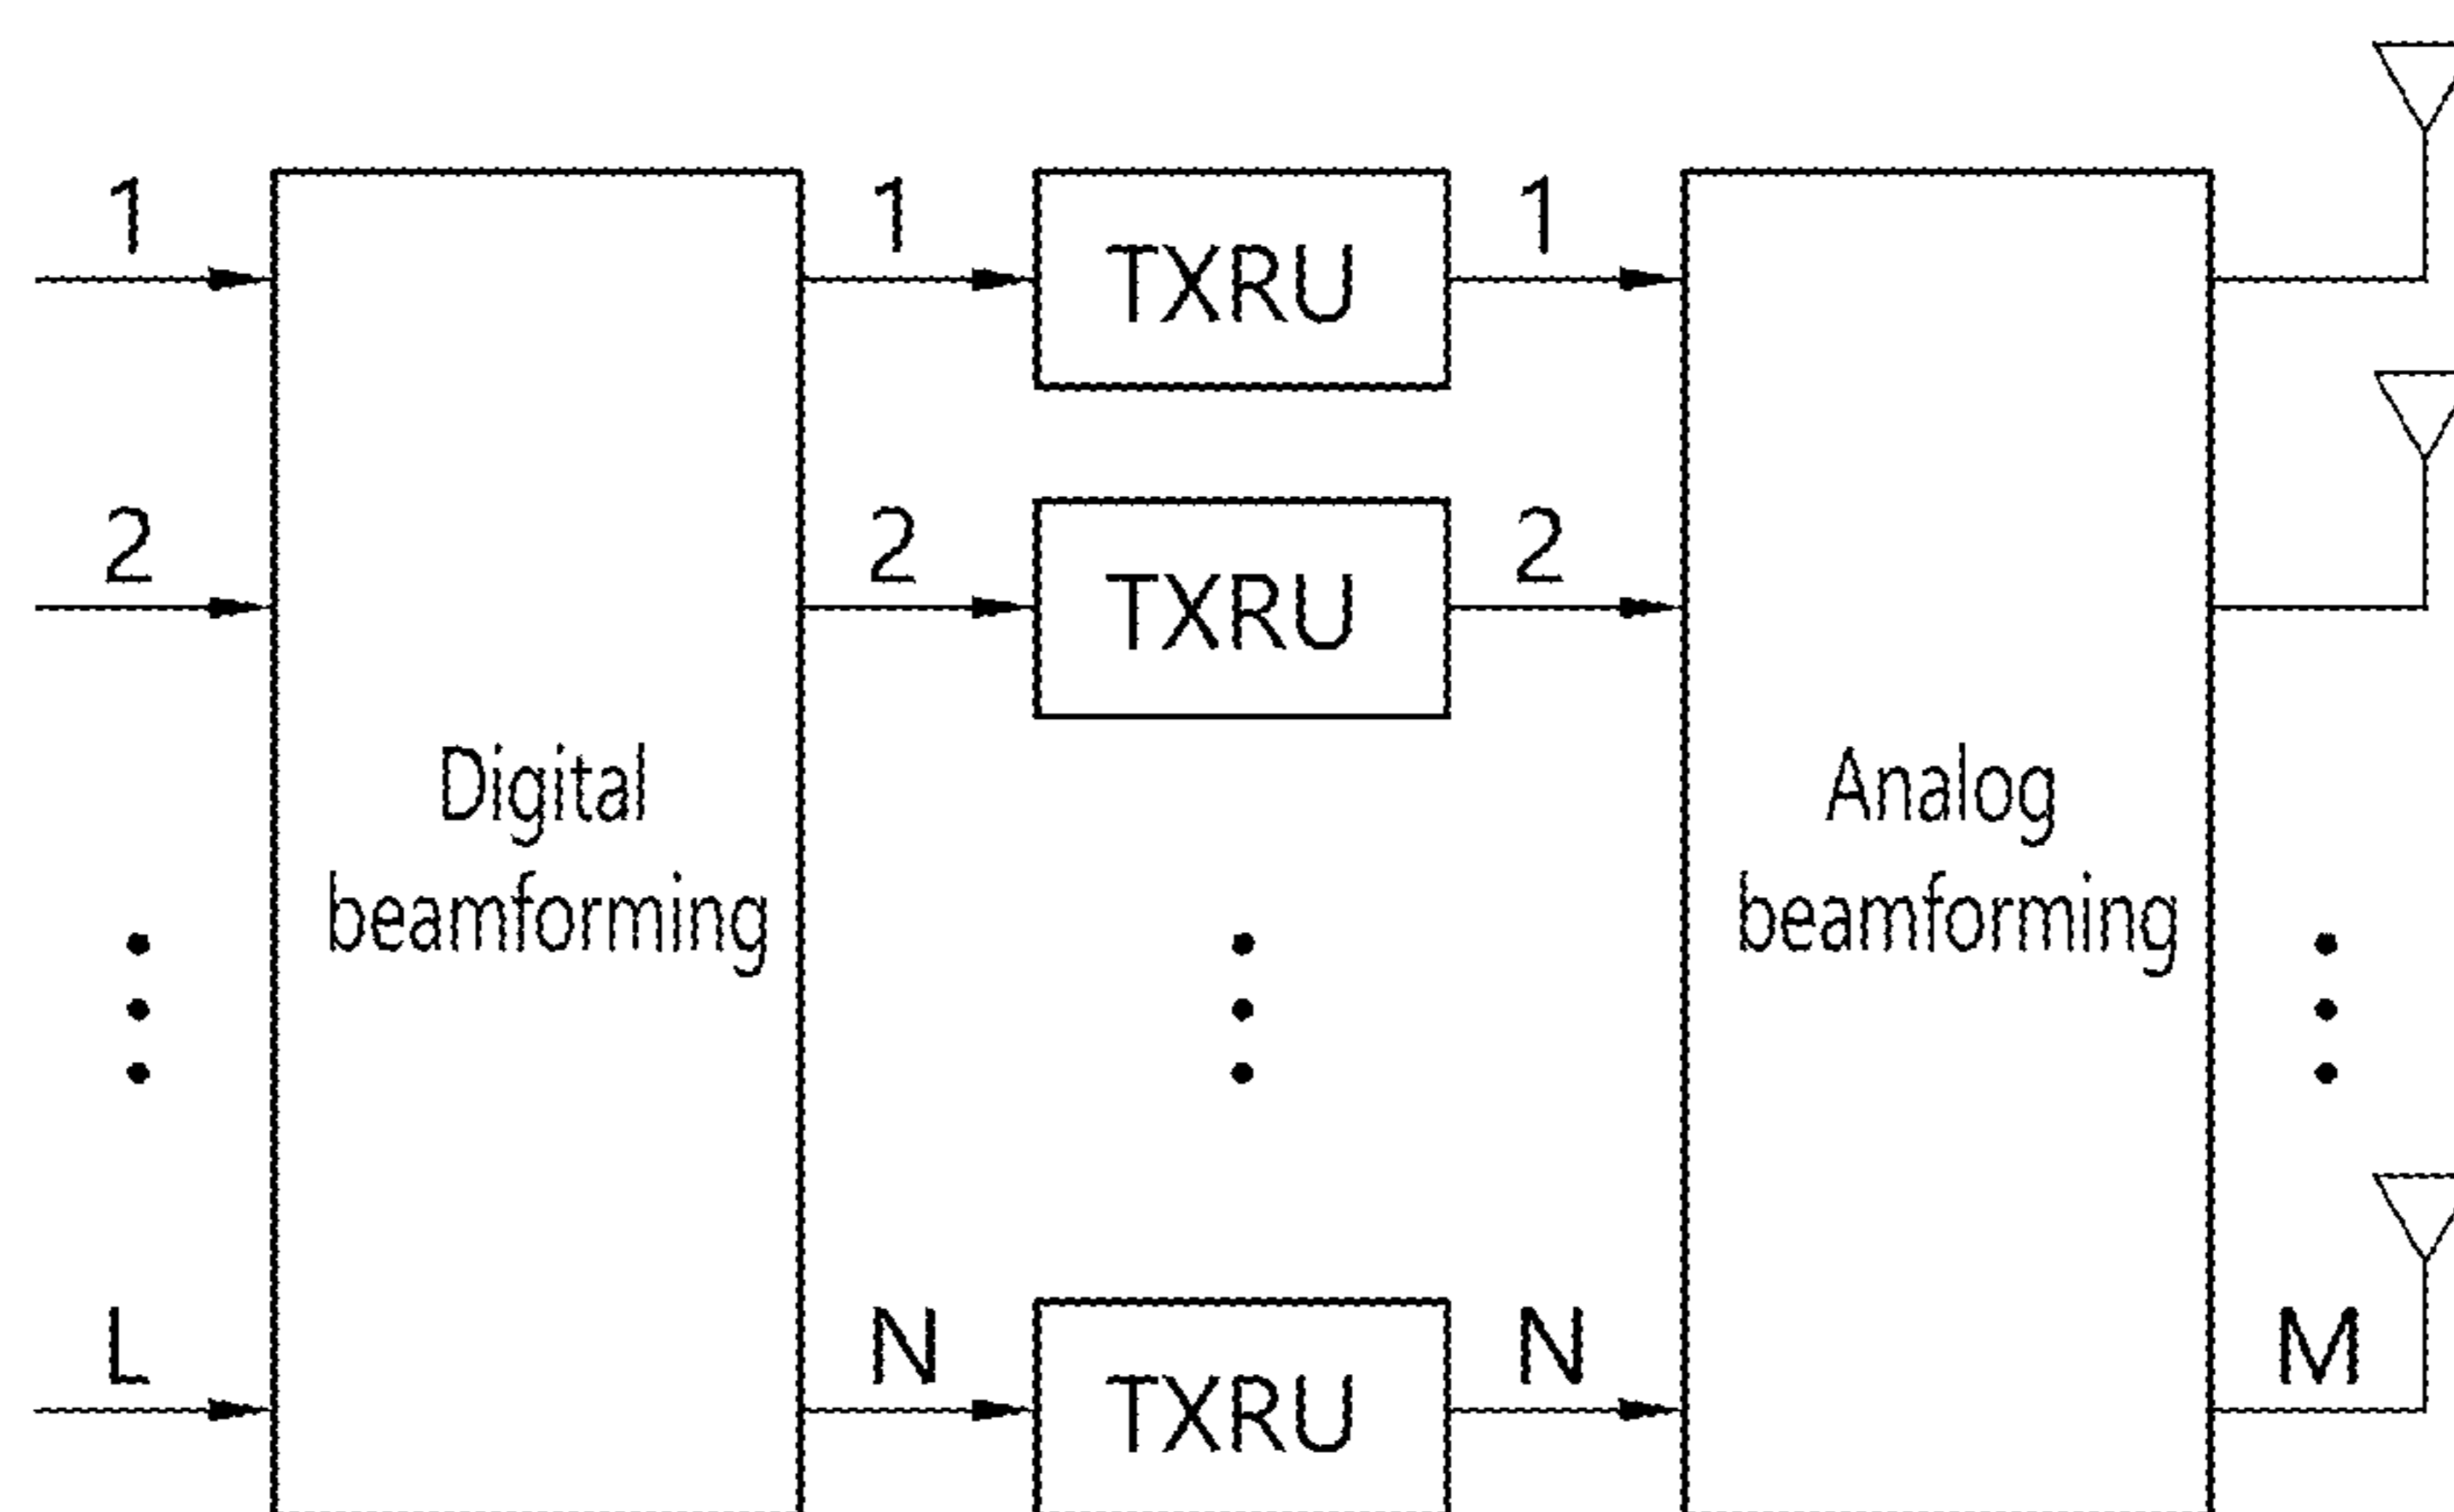 1
1
TXRU
1
2
2
TXRU
2
Digital
beamforming
Analog
beamforming
L
N
TXRU
N
M